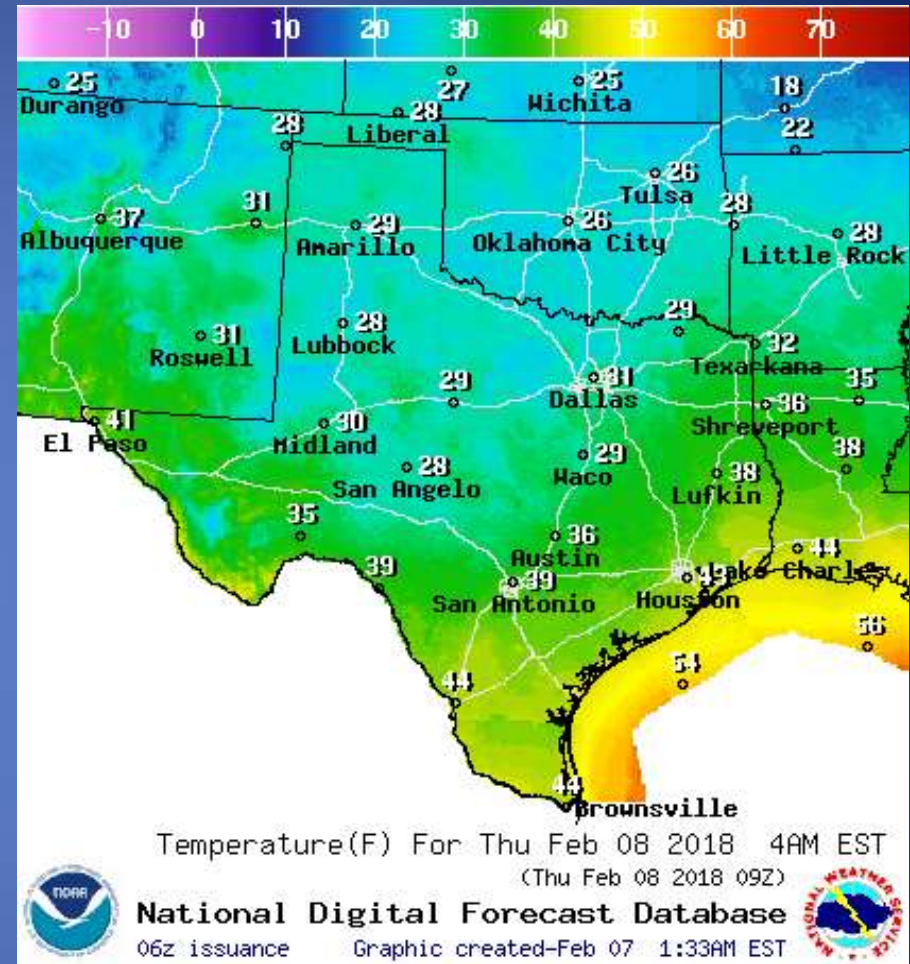 -10 0 10 20 30 40 50 60 70
25 27 25 18
Durango Wichita
28 28 Liberal 22
26
Tulsa
37 31 29 26 28 28
Albuquerque Amarillo Oklahoma City Little Rock
31 28 29 32
Roswell Lubbock Texarkana
29 31 36 35
Dallas Shreveport
41 30 29 38 38
El Paso Midland Waco Lufkin
28
San Angelo
35 36 44
Austin Lake Charles
39 39 43
San Antonio Houston
56
44 54
44
Brownsville
Temperature(F) For Thu Feb 08 2018 4AM EST
(Thu Feb 08 2018 09Z)
NOAA
National Digital Forecast Database
NATIONAL WEATHER SERVICE
06z issuance Graphic created-Feb 07 1:33AM EST